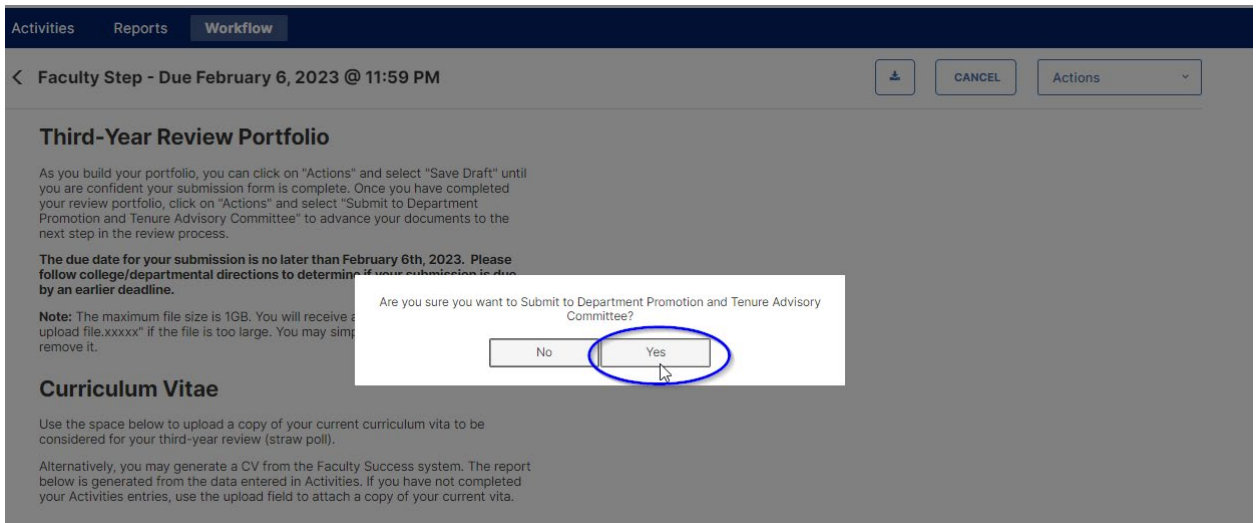 Activities Reports Workflow
Faculty Step - Due February 6, 2023 @ 11:59 PM
CANCEL Actions
Third-Year Review Portfolio
As you build your portfolio, you can click on "Actions" and select "Save Draft" until
you are confident your submission form is complete. Once you have completed
your review portfolio, click on "Actions" and select "Submit to Department
Promotion and Tenure Advisory Committee" to advance your documents to the
next step in the review process.
The due date for your submission is no later than February 6th, 2023. Please
follow college/departmental directions to determine if your submission is due
by an earlier deadline.
Note: The maximum file size is 1GB. You will receive
upload file.xxxxx" if the file is too large. You may
remove it.
Are you sure you want to Submit to Department Promotion and Tenure Advisory
Committee?
No Yes
Curriculum Vitae
Use the space below to upload a copy of your current curriculum vita to be
considered for your third-year review (straw poll).
Alternatively, you may generate a CV from the Faculty Success system. The report
below is generated from the data entered in Activities. If you have not completed
your Activities entries, use the upload field to attach a copy of your current vita.